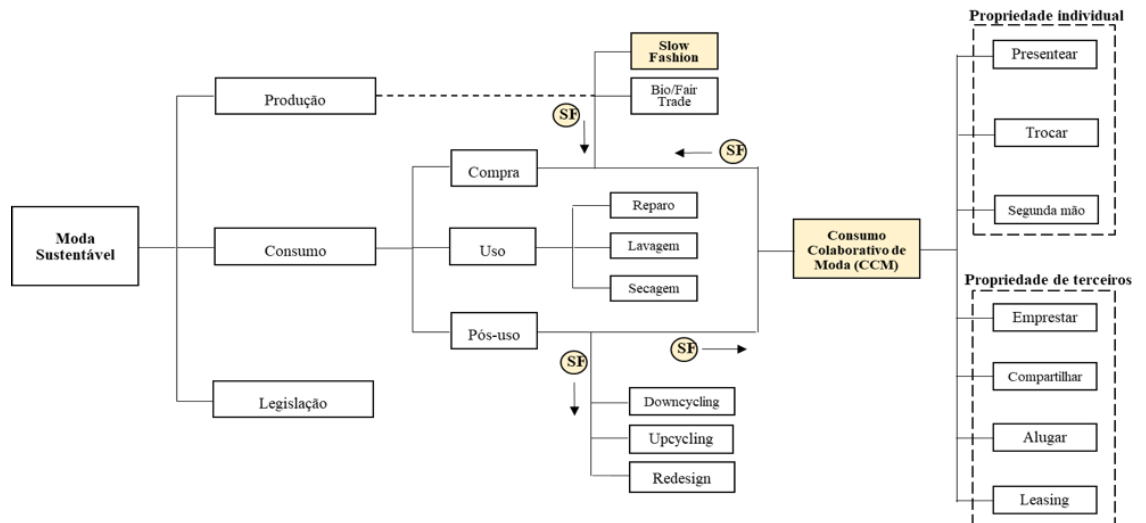 Propriedade individual
Slow
Fashion
Presentear
Produção
Bio/Fair
Trade
SF
Trocar
SF
Compra
Reparo
Segunda mão
Moda
Sustentável
Consumo
Uso
Lavagem
Consumo
Colaborativo de
Moda (CCM)
Secagem
Propriedade de terceiros
Pós-uso
Emprestar
SF
SF
Compartilhar
Legislação
Downcycling
Upcycling
Alugar
Redesign
Leasing